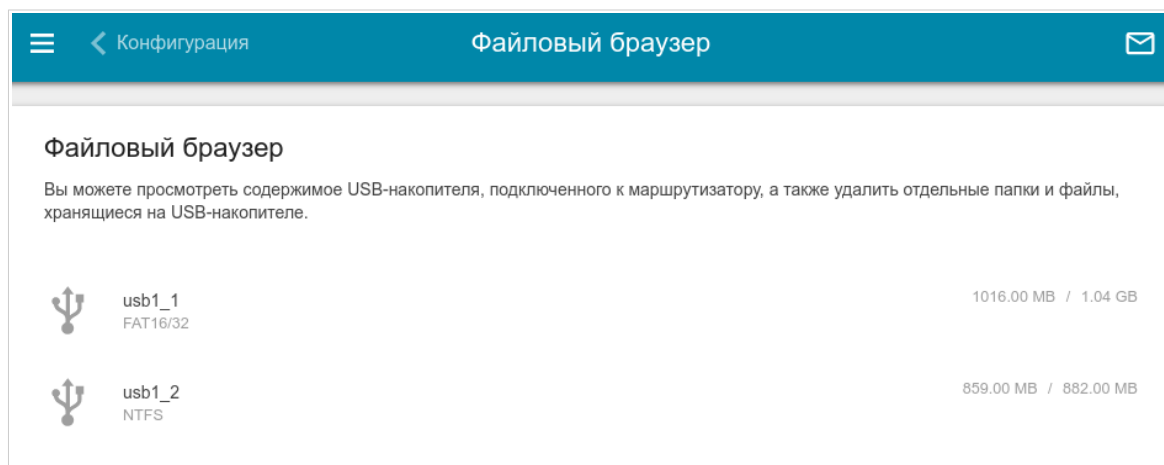 Конфигурация
Файловый браузер
Файловый браузер
Вы можете просмотреть содержимое USB-накопителя, подключенного к маршрутизатору, а также удалить отдельные папки и файлы,
хранящиеся на USB-накопителе.
usb1_1
1016.00 MB / 1.04 GB
FAT16/32
usb1_2
859.00 MB / 882.00 MB
NTFS